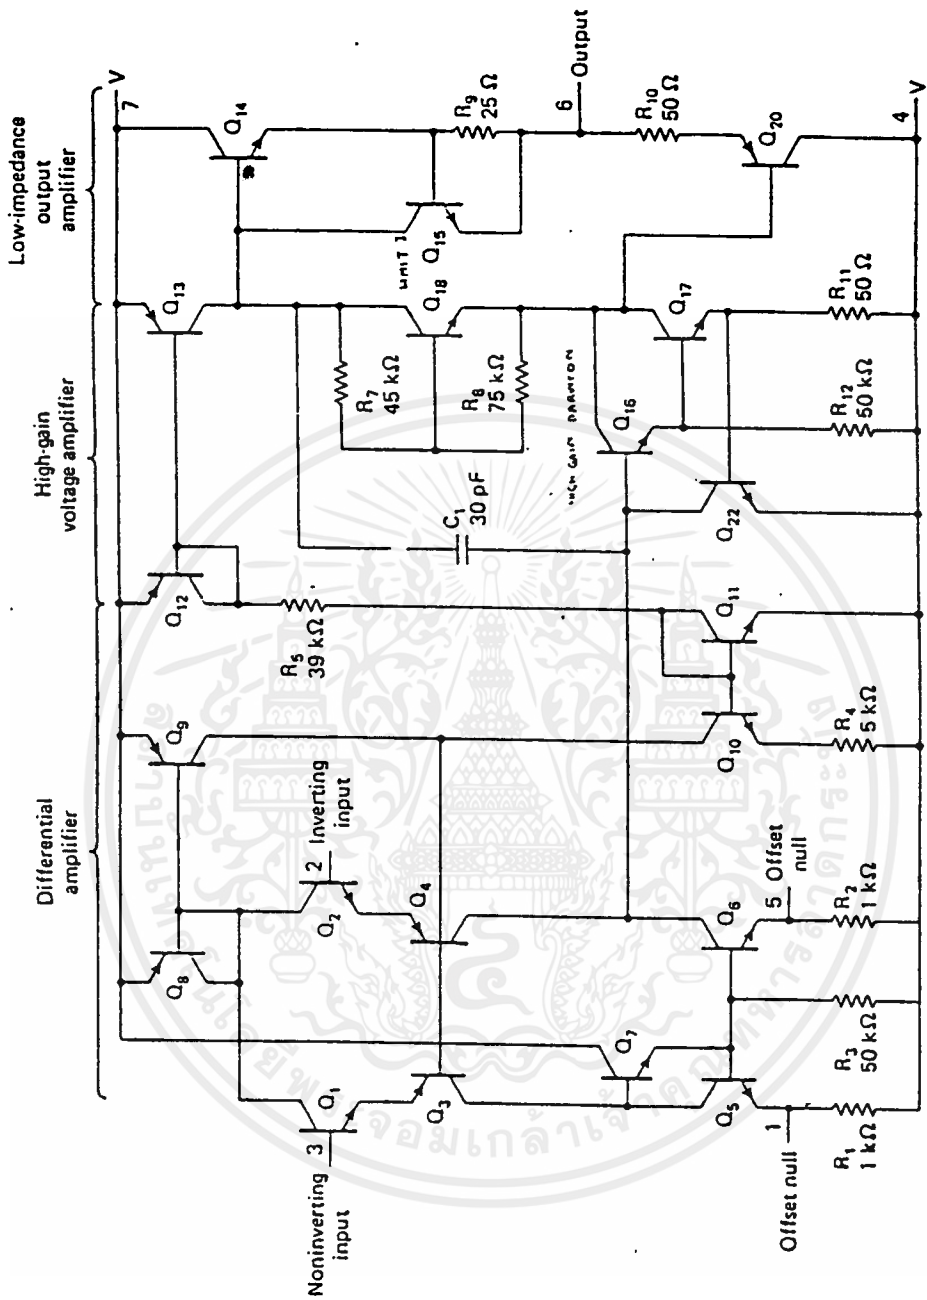 Differential
amplifier
High-gain
voltage amplifier
Low-impedance
output
amplifier
V
7
Q8
Q9
Q12
Q13
Q14
Q1
3
Noninverting
input
Q2
2 Inverting
input
R5
39 kΩ
R7
45 kΩ
Q18
Q15
R9
25 Ω
6
Output
Q3
Q4
C1
30 pF
R8
75 kΩ
R10
50 Ω
HIGH GAIN
Q16
Q17
Q20
Q7
Q5
Q6
Q10
Q11
Q22
1
Offset null
5 Offset
null
R1
1 kΩ
R3
50 kΩ
R2
1 kΩ
R4
5 kΩ
R12
50 kΩ
R11
50 Ω
4
V